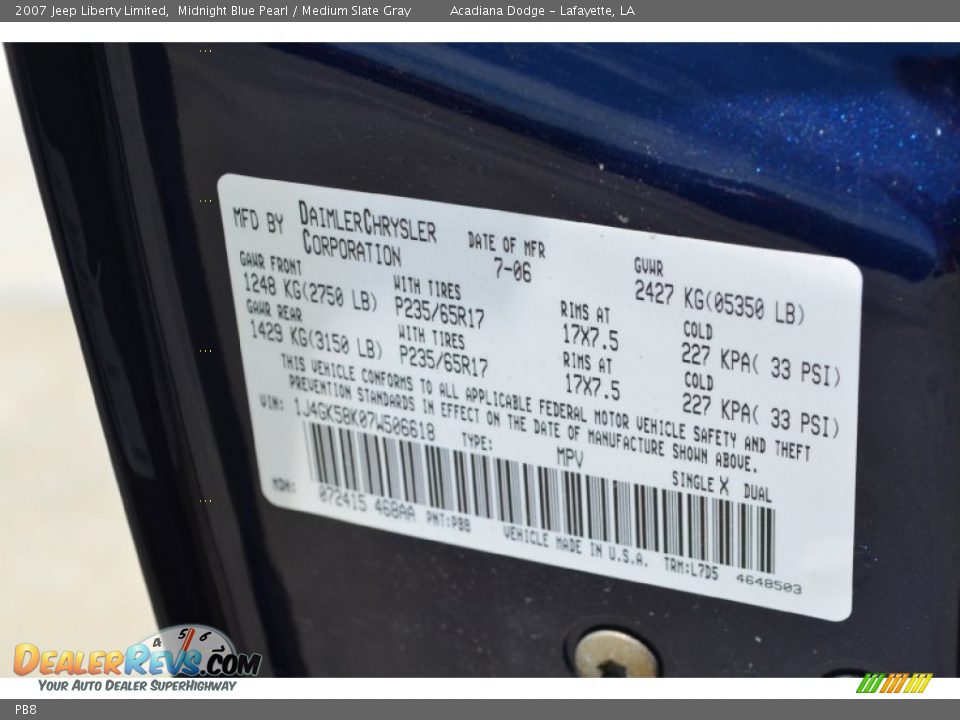 2007 Jeep Liberty Limited, Midnight Blue Pearl / Medium Slate Gray Acadiana Dodge - Lafayette, LA
MFD BY DAIMLERCHRYSLER CORPORATION
DATE OF MFR
7-06
GVWR
2427 KG(05350 LB)
GAWR FRONT WITH TIRES RIMS AT COLD
1248 KG(2750 LB) P235/65R17 17X7.5 227 KPA( 33 PSI)
GAWR REAR WITH TIRES RIMS AT COLD
1429 KG(3150 LB) P235/65R17 17X7.5 227 KPA( 33 PSI)
THIS VEHICLE CONFORMS TO ALL APPLICABLE FEDERAL MOTOR VEHICLE SAFETY AND THEFT
PREVENTION STANDARDS IN EFFECT ON THE DATE OF MANUFACTURE SHOWN ABOVE.
VIN: 1J4GK58K07W506618 TYPE: MPV SINGLE X DUAL
MDH: 072415 468AA PNT:PB8 VEHICLE MADE IN U.S.A. TRM:L7D5 4648503
4 5 6
DEALERREVS.COM
YOUR AUTO DEALER SUPERHIGHWAY
PB8